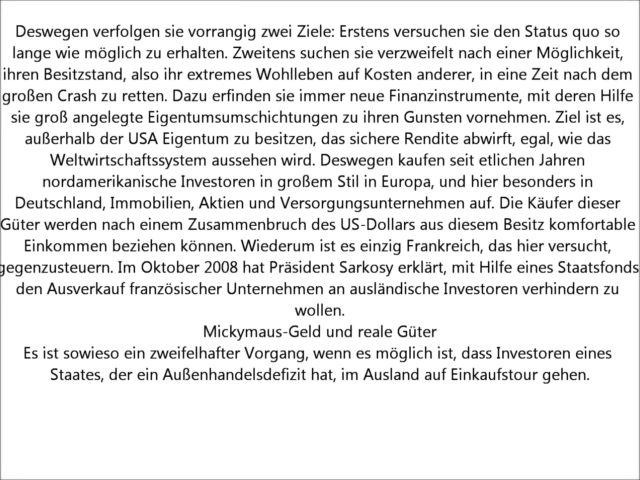 Deswegen verfolgen sie vorrangig zwei Ziele: Erstens versuchen sie den Status quo so
lange wie möglich zu erhalten. Zweitens suchen sie verzweifelt nach einer Möglichkeit,
ihren Besitzstand, also ihr extremes Wohlleben auf Kosten anderer, in eine Zeit nach dem
großen Crash zu retten. Dazu erfinden sie immer neue Finanzinstrumente, mit deren Hilfe
sie groß angelegte Eigentumsumschichtungen zu ihren Gunsten vornehmen. Ziel ist es,
außerhalb der USA Eigentum zu besitzen, das sichere Rendite abwirft, egal, wie das
Weltwirtschaftssystem aussehen wird. Deswegen kaufen seit etlichen Jahren
nordamerikanische Investoren in großem Stil in Europa, und hier besonders in
Deutschland, Immobilien, Aktien und Versorgungsunternehmen auf. Die Käufer dieser
Güter werden nach einem Zusammenbruch des US-Dollars aus diesem Besitz komfortable
Einkommen beziehen können. Wiederum ist es einzig Frankreich, das hier versucht,
gegenzusteuern. Im Oktober 2008 hat Präsident Sarkosy erklärt, mit Hilfe eines Staatsfonds
den Ausverkauf französischer Unternehmen an ausländische Investoren verhindern zu
wollen.
Mickymaus-Geld und reale Güter
Es ist sowieso ein zweifelhafter Vorgang, wenn es möglich ist, dass Investoren eines
Staates, der ein Außenhandelsdefizit hat, im Ausland auf Einkaufstour gehen.